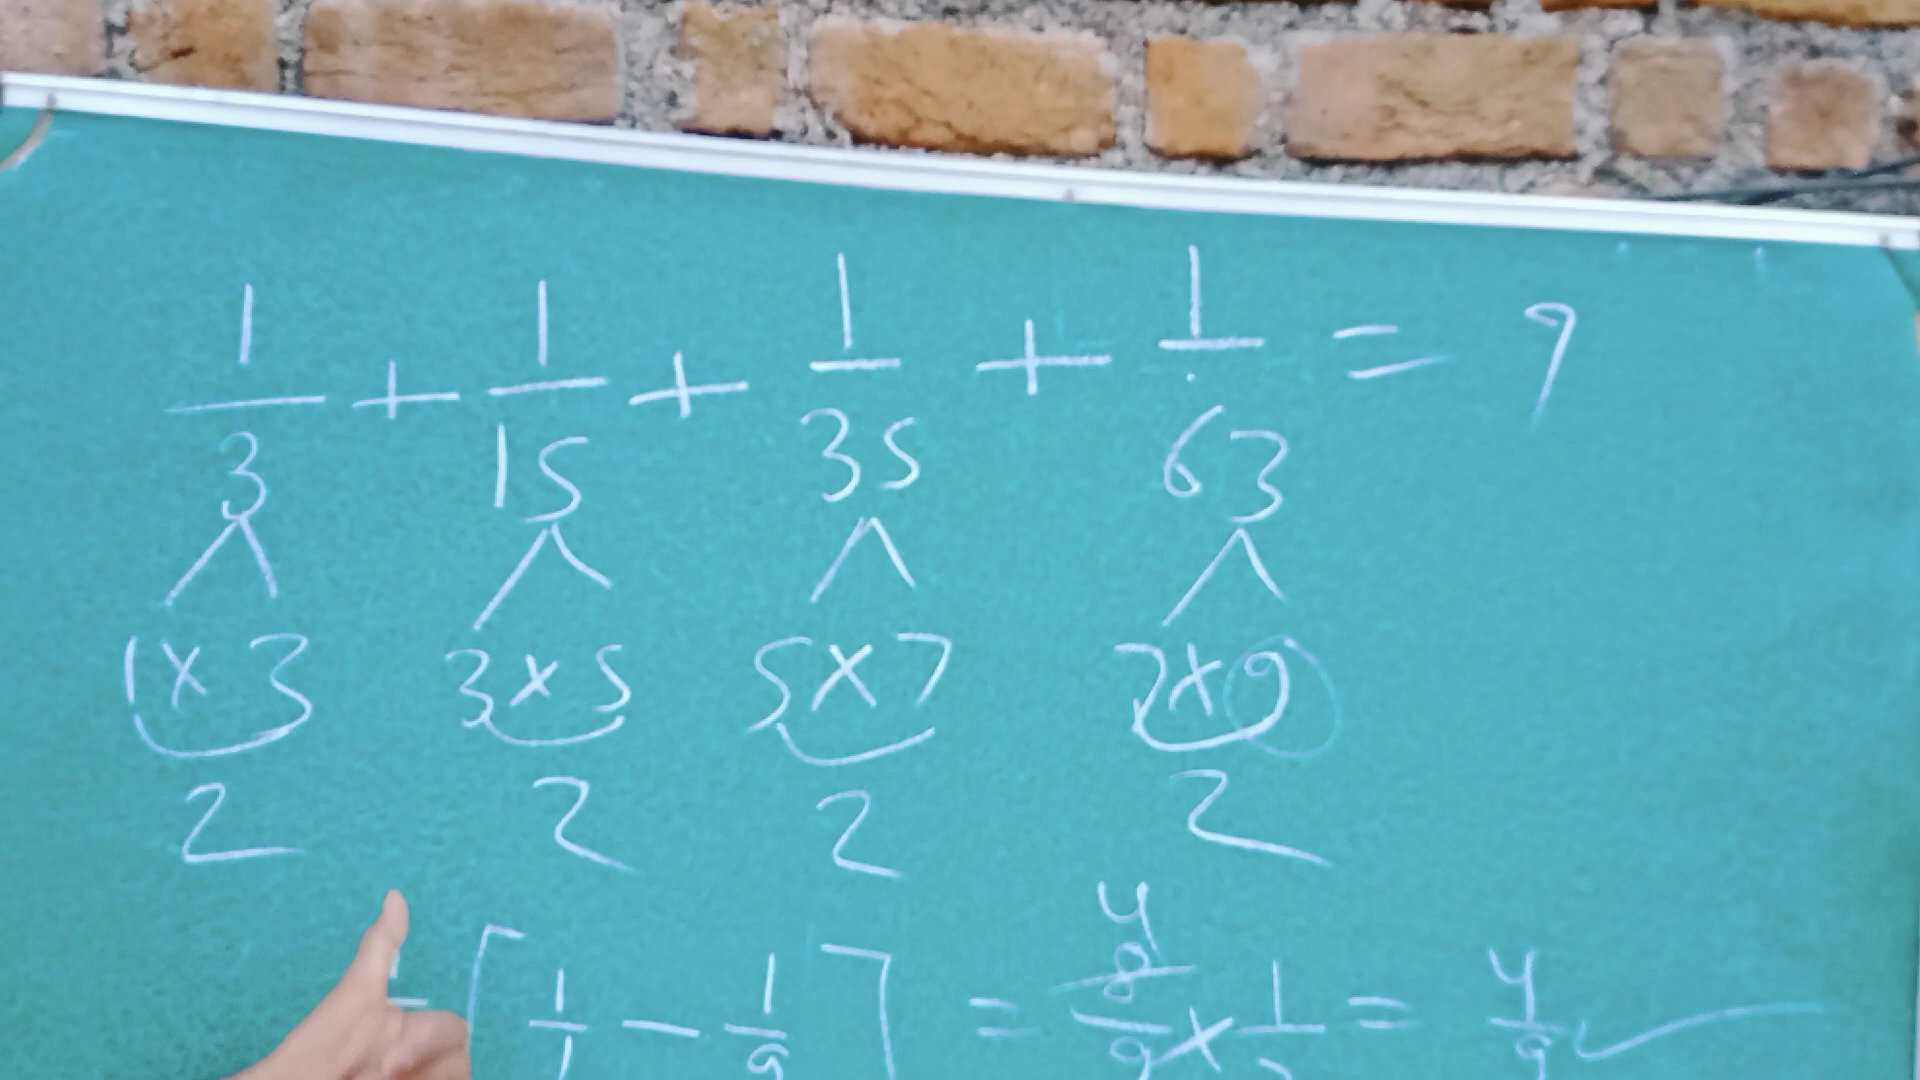 1/3 + 1/15 + 1/35 + 1/63 = ?
1×3 3×5 5×7 7×9
2 2 2 2
[1/1 − 1/9] = 8/9 × 1/ = 4/9
4